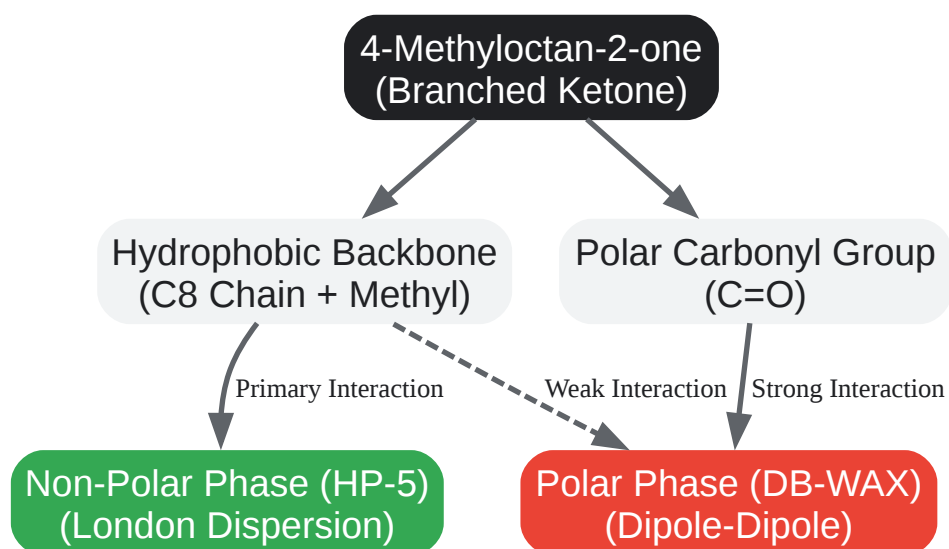 4-Methyloctan-2-one
(Branched Ketone)
Hydrophobic Backbone
(C8 Chain + Methyl)
Polar Carbonyl Group
(C=O)
Primary Interaction
Weak Interaction
Strong Interaction
Non-Polar Phase (HP-5)
(London Dispersion)
Polar Phase (DB-WAX)
(Dipole-Dipole)